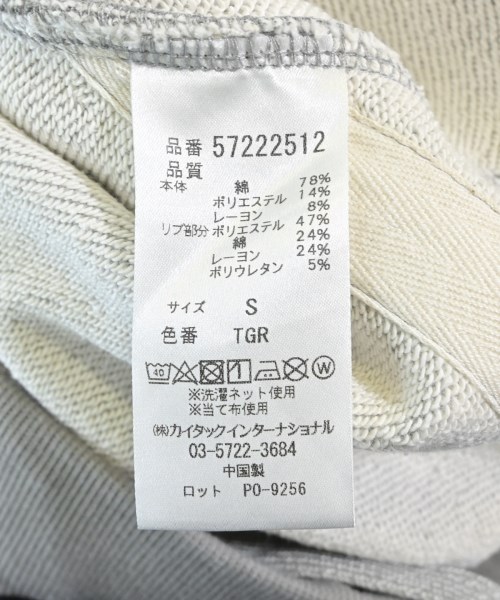 品番 57222512
品質
本体 綿 78%
ポリエステル 14%
レーヨン 8%
リブ部分 ポリエステル 47%
綿 24%
レーヨン 24%
ポリウレタン 5%
サイズ S
色番 TGR
40 W
※洗濯ネット使用
※当て布使用
㈱カイタックインターナショナル
03-5722-3684
中国製
ロット PO-9256